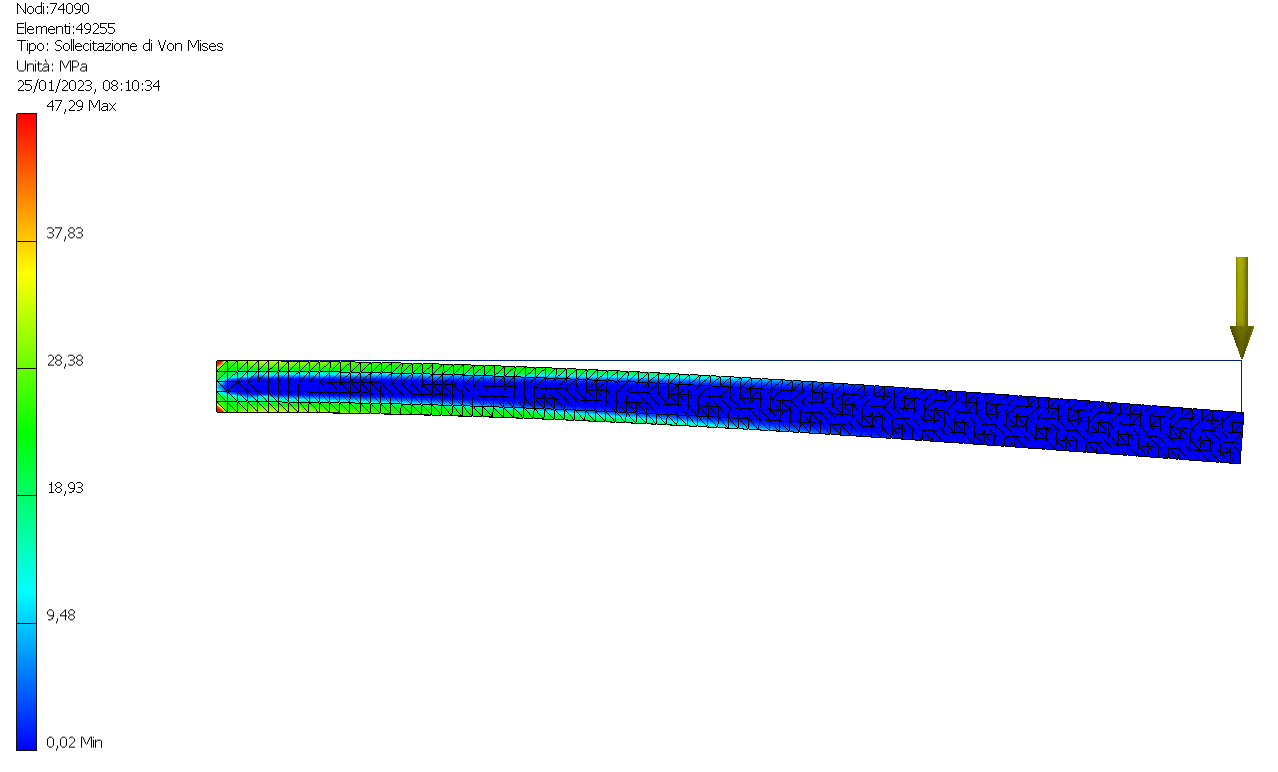 Nodi:74090
Elementi:49255
Tipo: Sollecitazione di Von Mises
Unità: MPa
25/01/2023, 08:10:34
47,29 Max
37,83
28,38
18,93
9,48
0,02 Min